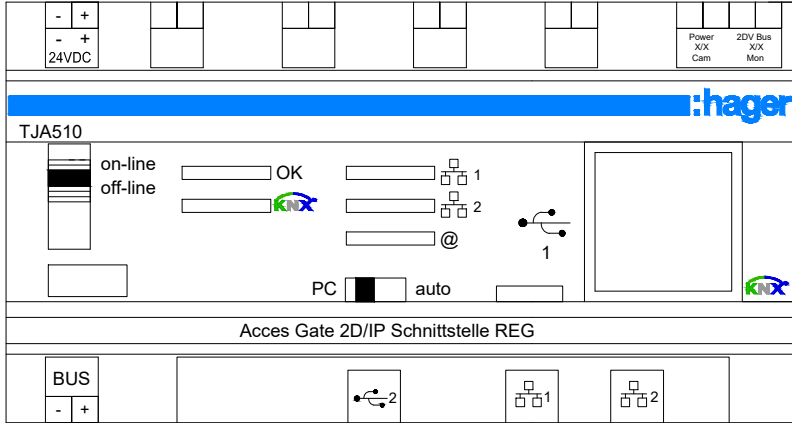 - +
- +
24VDC
Power 2DV Bus
X/X X/X
Cam Mon
:hager
TJA510
on-line
off-line
OK
KNX
1
2
@
1
PC auto
KNX
Acces Gate 2D/IP Schnittstelle REG
BUS
- +
2
1
2